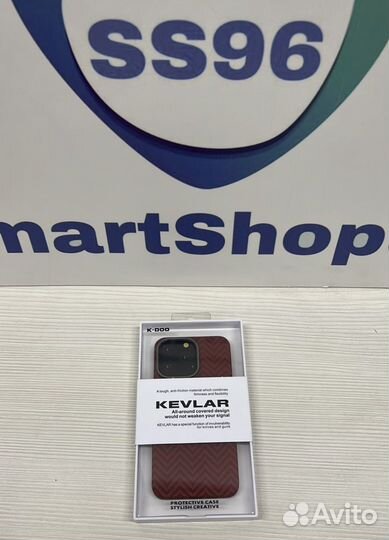 SS96
martShop
K-DOO
A tough, anti-friction material which combines
thinness and flexibility
KEVLAR
All-around covered design
would not weaken your signal
KEVLAR has a special function of invulnerability
for knives and guns
PROTECTIVE CASE
STYLISH CREATIVE
Avito